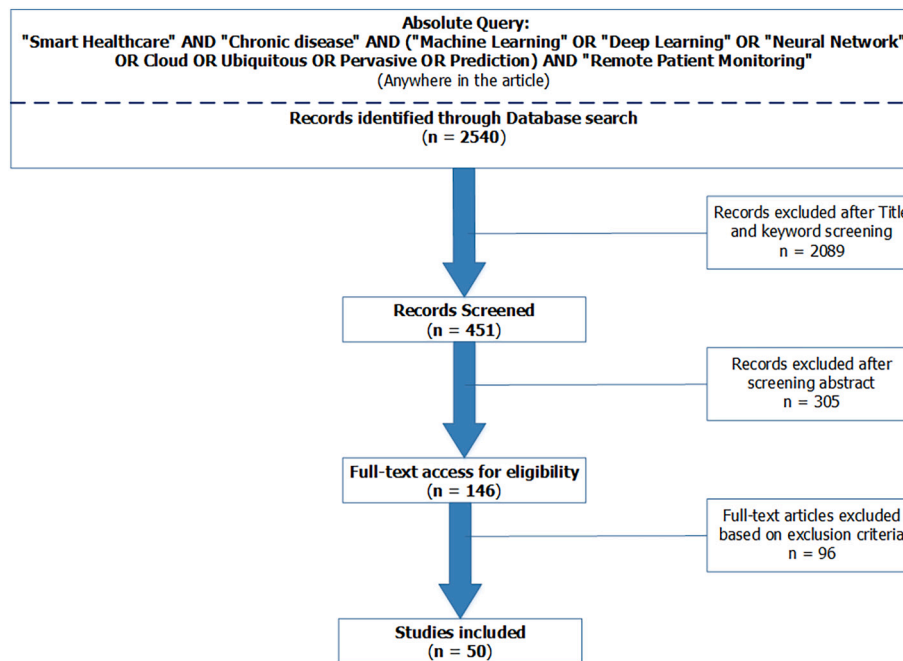 Absolute Query:
"Smart Healthcare" AND "Chronic disease" AND ("Machine Learning" OR "Deep Learning" OR "Neural Network"
OR Cloud OR Ubiquitous OR Pervasive OR Prediction) AND "Remote Patient Monitoring"
(Anywhere in the article)
Records identified through Database search
(n = 2540)
Records excluded after Title
and keyword screening
n = 2089
Records Screened
(n = 451)
Records excluded after
screening abstract
n = 305
Full-text access for eligibility
(n = 146)
Full-text articles excluded
based on exclusion criteria
n = 96
Studies included
(n = 50)